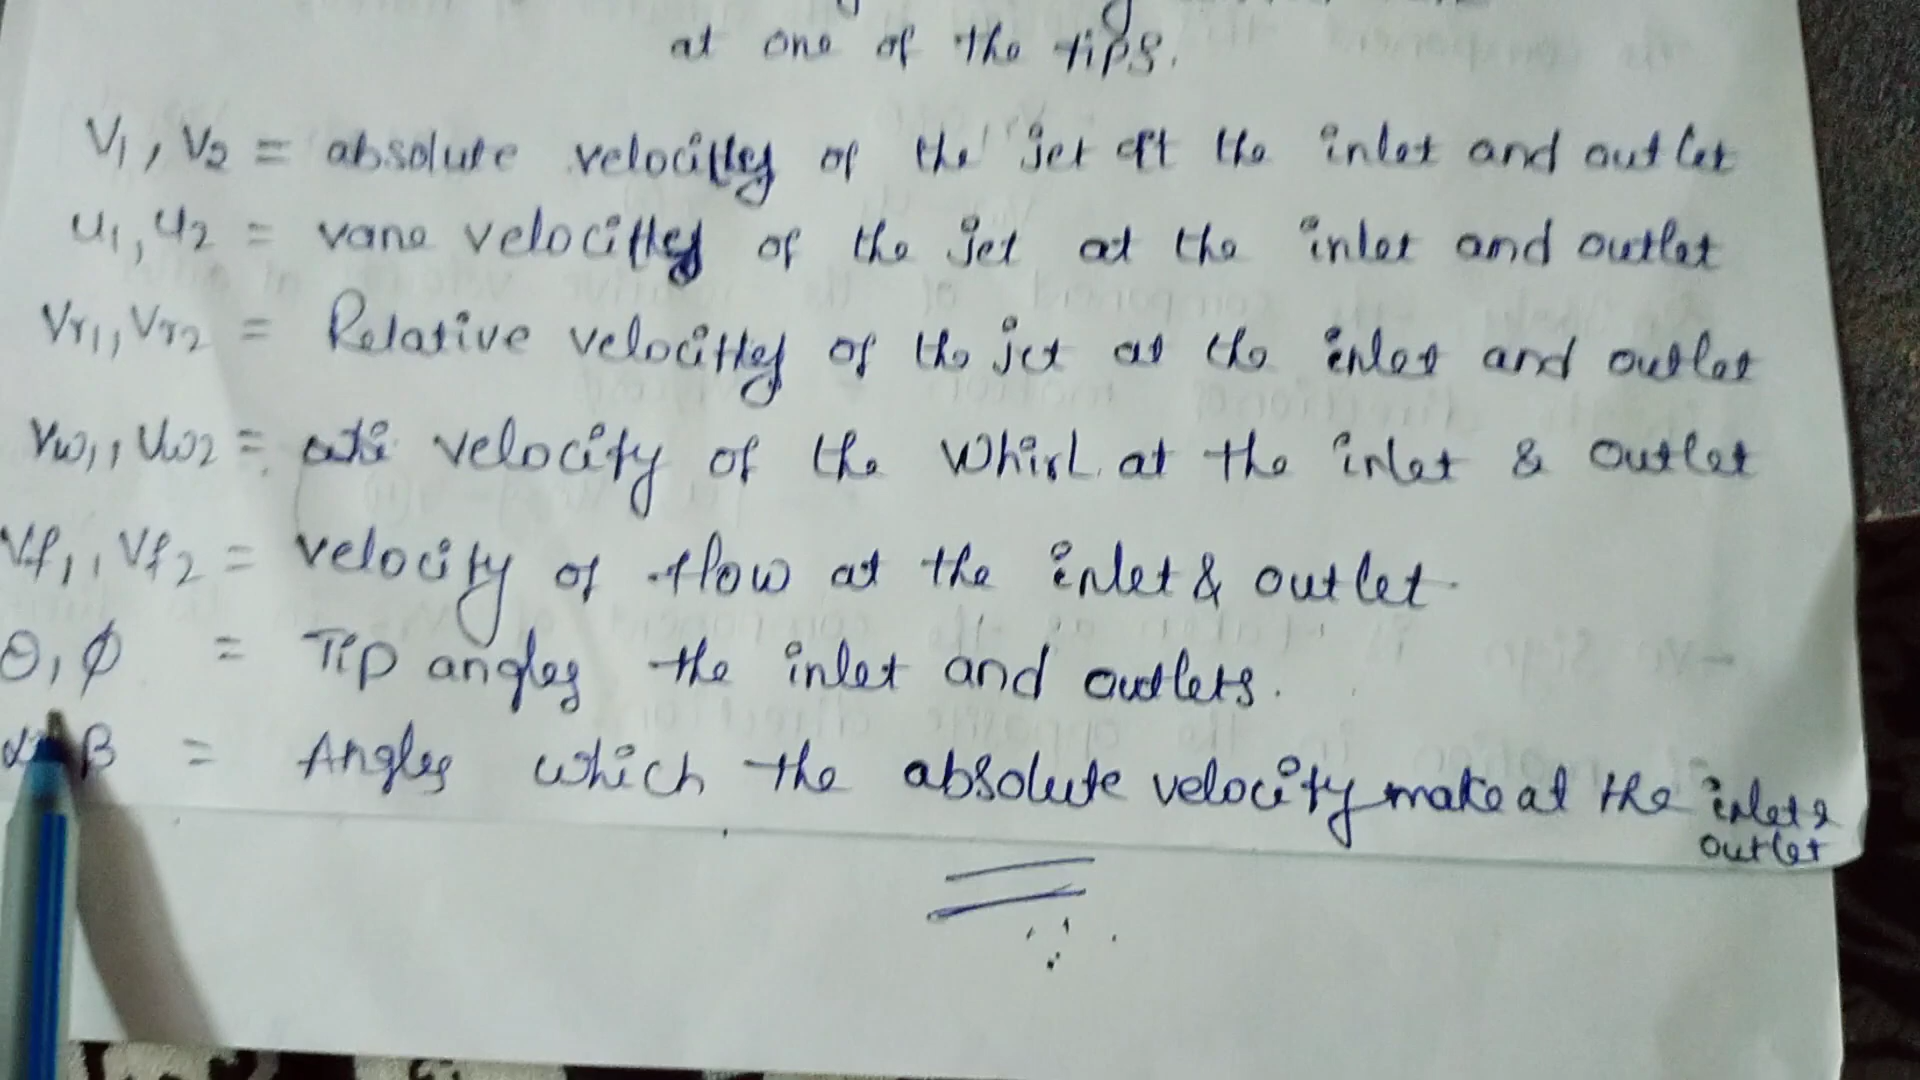 at one of the tips.
V1, V2 = absolute velocities of the jet at the inlet and outlet
u1, u2 = vane velocities of the jet at the inlet and outlet
Vr1, Vr2 = Relative velocities of the jet at the inlet and outlet
Vw1, Vw2 = velocity of the whirl at the inlet & outlet
Vf1, Vf2 = velocity of flow at the inlet & outlet.
θ, ϕ = Tip angles the inlet and outlets.
α β = Angles which the absolute velocity make at the inlet &
outlet